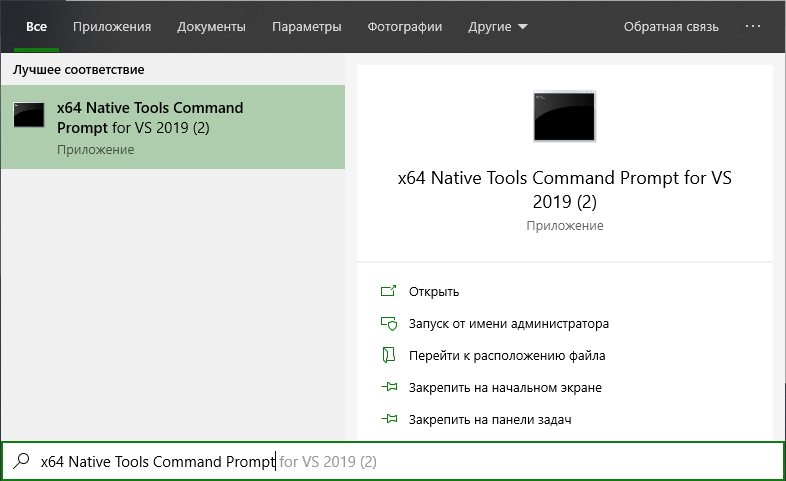 Все Приложения Документы Параметры Фотографии Другие Обратная связь ...
Лучшее соответствие
x64 Native Tools Command
Prompt for VS 2019 (2)
Приложение
x64 Native Tools Command Prompt for VS
2019 (2)
Приложение
Открыть
Запуск от имени администратора
Перейти к расположению файла
Закрепить на начальном экране
Закрепить на панели задач
x64 Native Tools Command Prompt for VS 2019 (2)